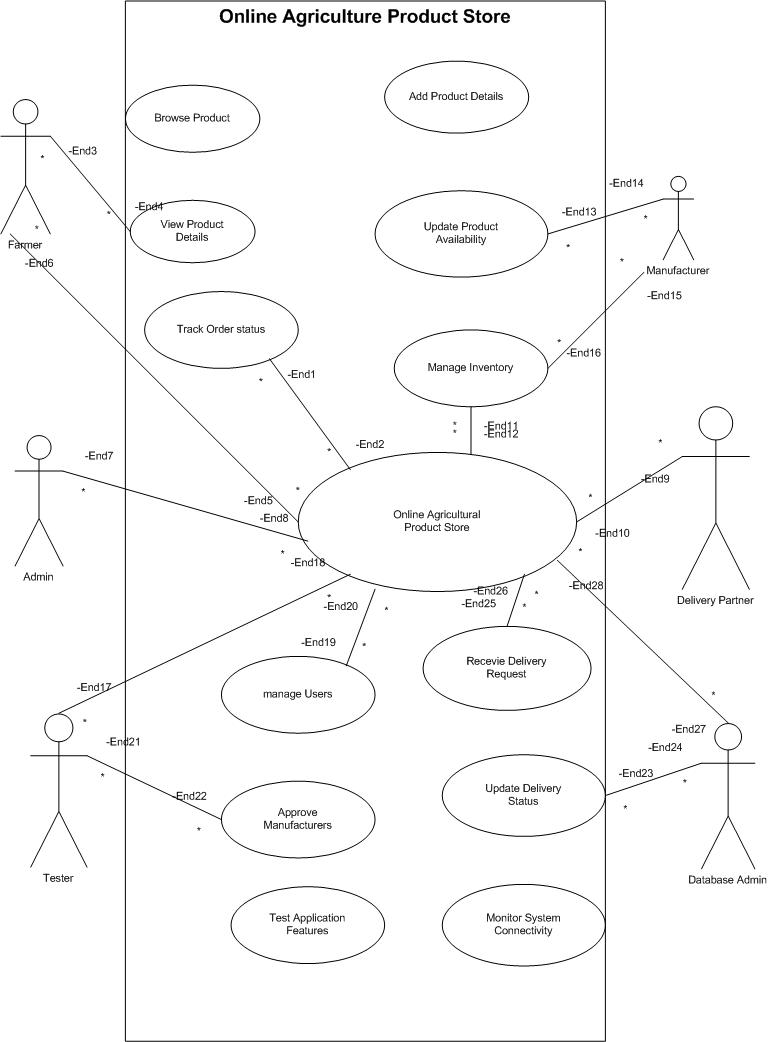 Online Agriculture Product Store
Add Product Details
Browse Product
-End3
*
-End14
-End4
*
-End13
*
View Product
Details
Update Product
Availability
*
Farmer
*
*
-End6
Manufacturer
-End15
Track Order status
*
-End16
-End1
*
Manage Inventory
-End11
*
-End12
*
-End2
*
*
-End7
-End9
*
*
*
-End5
-End8
Online Agricultural
Product Store
-End10
*
*
-End18
Admin
-End28
-End26
*
-End25
*
*
-End20
*
Delivery Partner
-End19
*
Recevie Delivery
Request
-End17
manage Users
*
*
-End27
-End21
-End24
*
-End23
*
-End22
Update Delivery
Status
*
*
Approve
Manufacturers
Tester
Database Admin
Test Application
Features
Monitor System
Connectivity